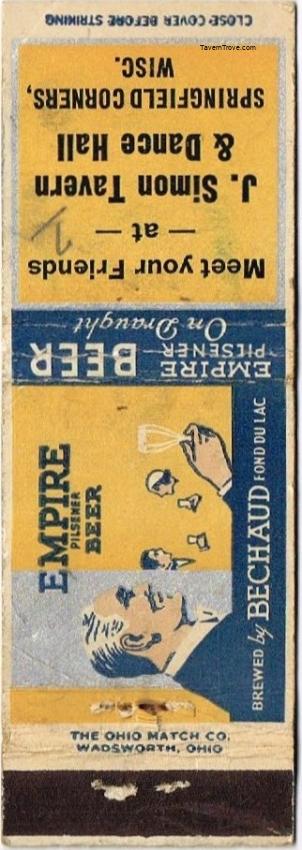 TavernTrove.com
CLOSE COVER BEFORE STRIKING
Meet your Friends
— at —
J. Simon Tavern
& Dance Hall
SPRINGFIELD CORNERS,
WISC.
EMPIRE
PILSENER
BEER
On Draught
EMPIRE
PILSENER
BEER
BREWED by BECHAUD FOND DU LAC
THE OHIO MATCH CO.
WADSWORTH, OHIO